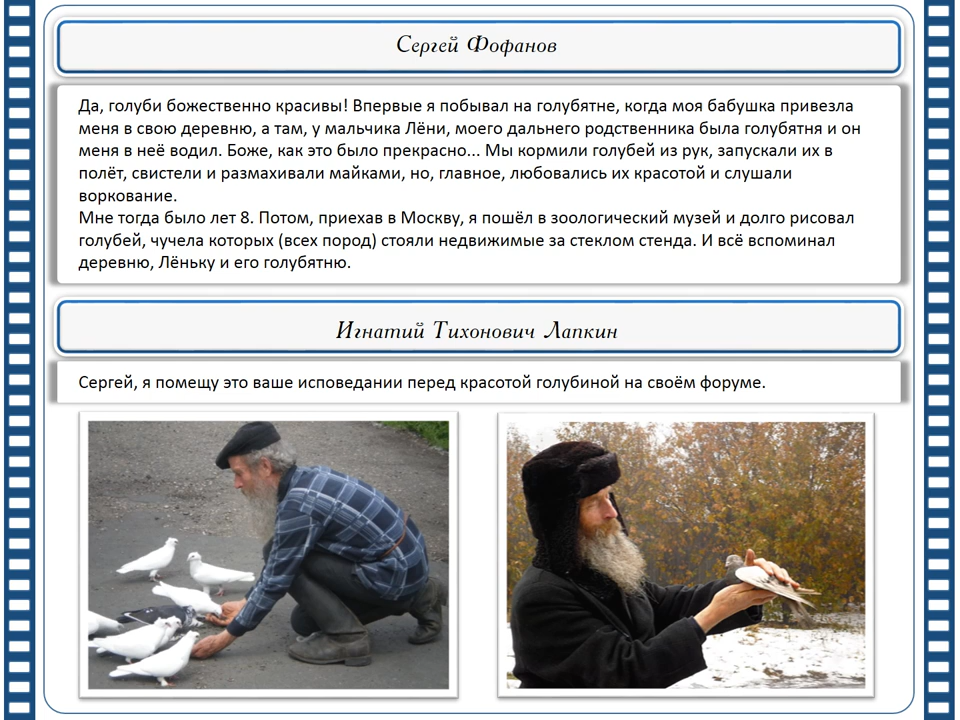 Сергей Фофанов
Да, голуби божественно красивы! Впервые я побывал на голубятне, когда моя бабушка привезла
меня в свою деревню, а там, у мальчика Лёни, моего дальнего родственника была голубятня и он
меня в неё водил. Боже, как это было прекрасно... Мы кормили голубей из рук, запускали их в
полёт, свистели и размахивали майками, но, главное, любовались их красотой и слушали
воркование.
Мне тогда было лет 8. Потом, приехав в Москву, я пошёл в зоологический музей и долго рисовал
голубей, чучела которых (всех пород) стояли недвижимые за стеклом стенда. И всё вспоминал
деревню, Лёньку и его голубятню.
Игнатий Тихонович Лапкин
Сергей, я помещу это ваше исповедании перед красотой голубиной на своём форуме.